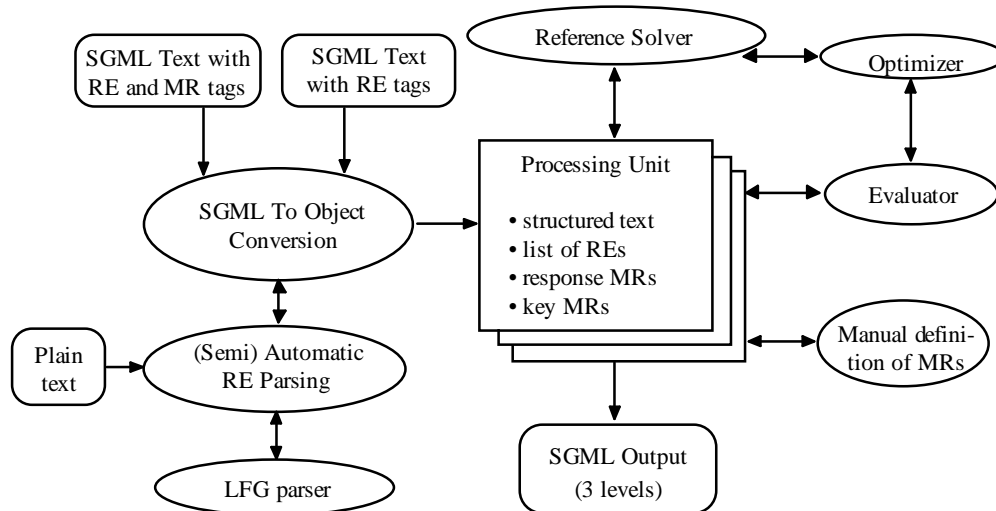 SGML Text with
RE and MR tags
SGML Text
with RE tags
Reference Solver
Optimizer
SGML To Object
Conversion
Processing Unit
• structured text
• list of REs
• response MRs
• key MRs
Evaluator
Plain
text
(Semi) Automatic
RE Parsing
Manual defini-
tion of MRs
LFG parser
SGML Output
(3 levels)